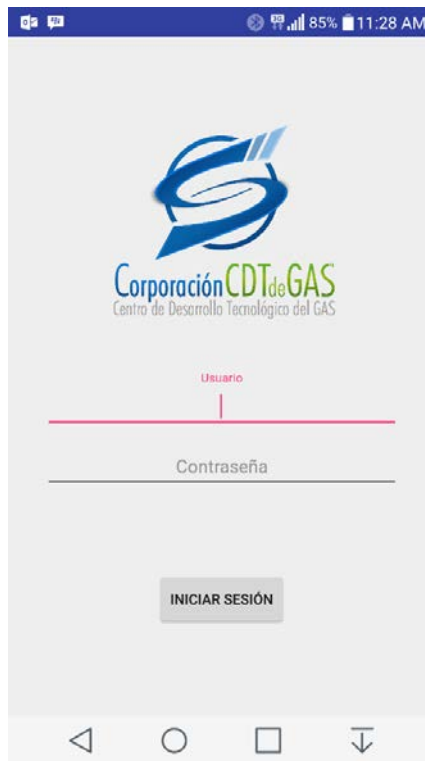 85% 11:28 AM
Corporación CDTdeGAS
Centro de Desarrollo Tecnológico del GAS
Usuario
Contraseña
INICIAR SESIÓN